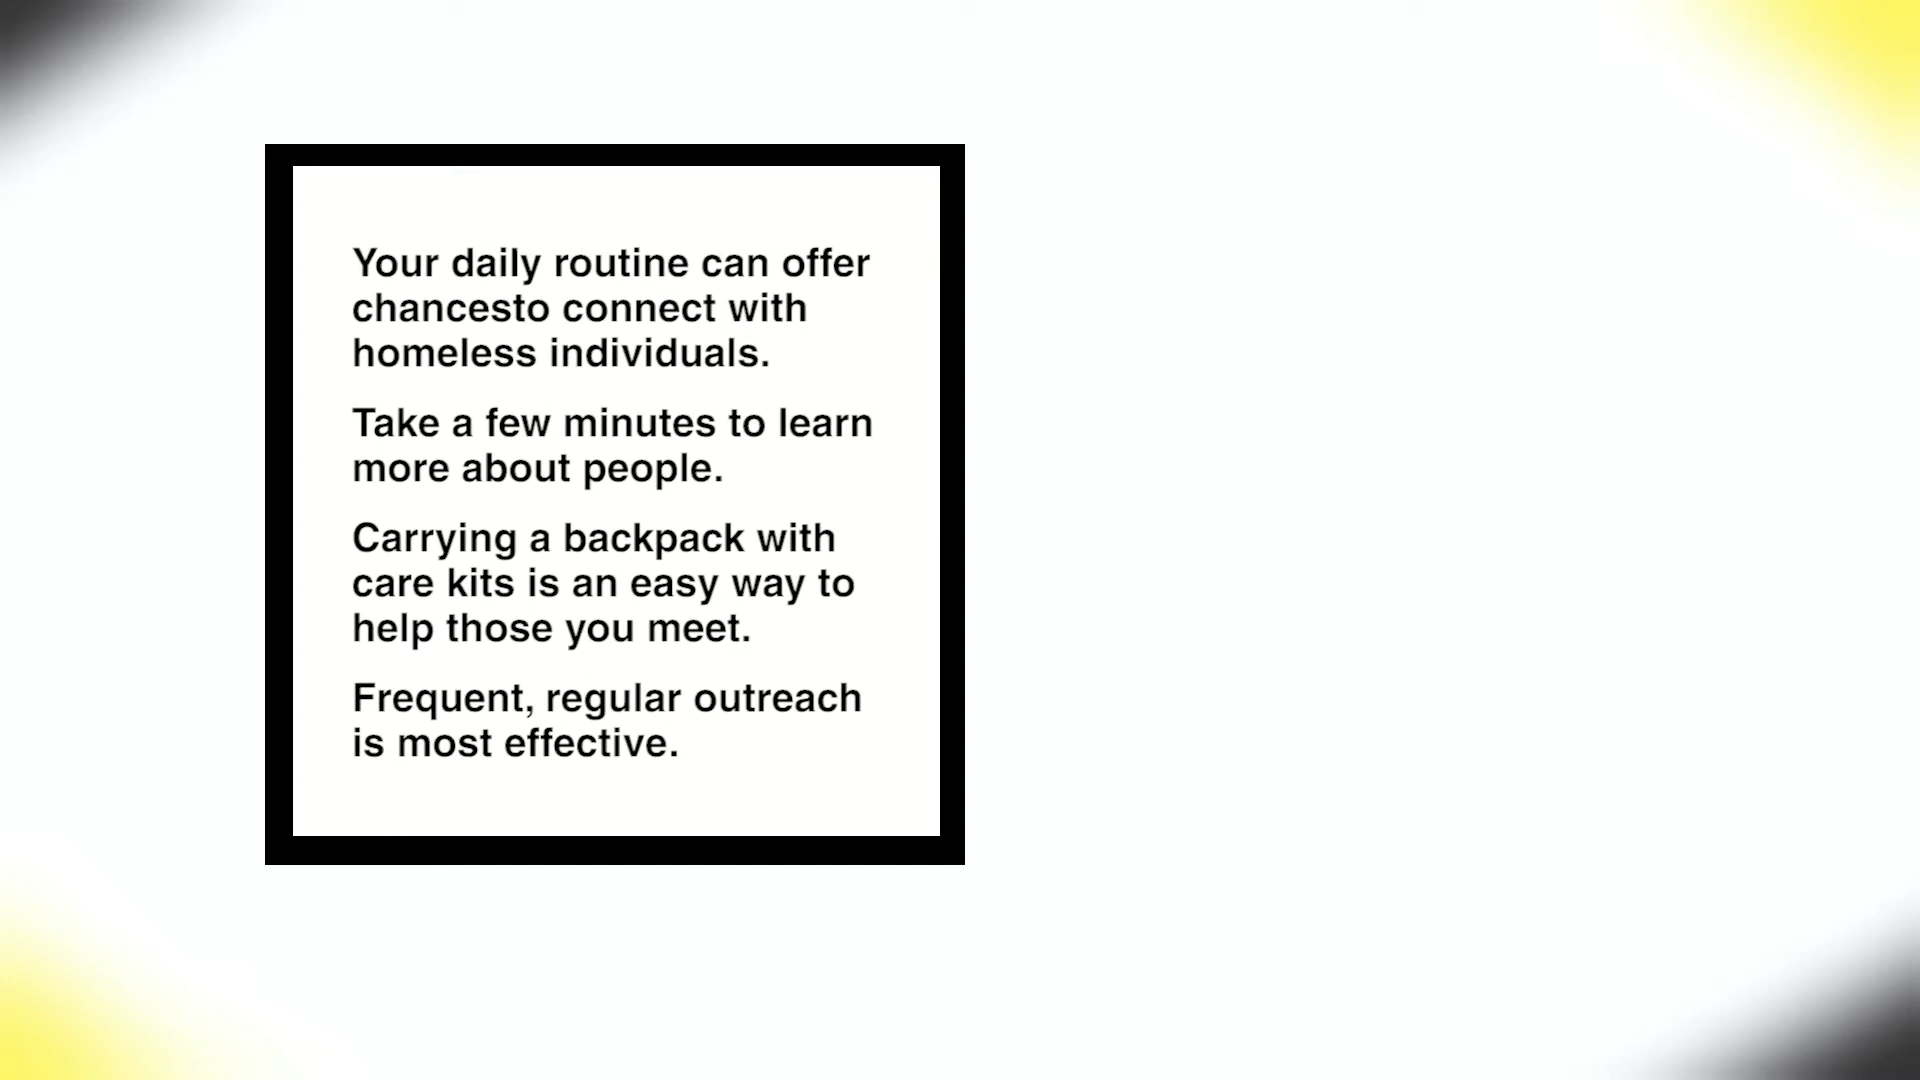 Your daily routine can offer
chancesto connect with
homeless individuals.
Take a few minutes to learn
more about people.
Carrying a backpack with
care kits is an easy way to
help those you meet.
Frequent, regular outreach
is most effective.